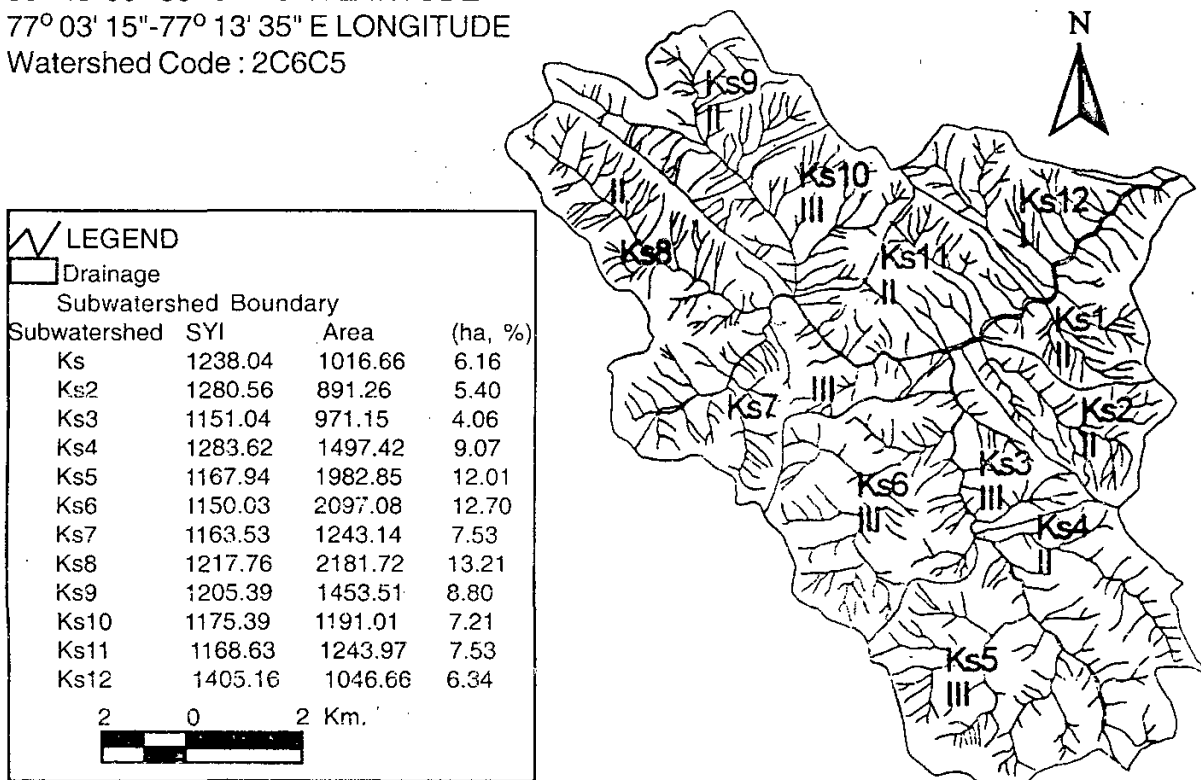 77° 03' 15"-77° 13' 35" E LONGITUDE
Watershed Code : 2C6C5
N
LEGEND
Drainage
Subwatershed Boundary
Subwatershed SYI Area (ha, %)
Ks 1238.04 1016.66 6.16
Ks2 1280.56 891.26 5.40
Ks3 1151.04 971.15 4.06
Ks4 1283.62 1497.42 9.07
Ks5 1167.94 1982.85 12.01
Ks6 1150.03 2097.08 12.70
Ks7 1163.53 1243.14 7.53
Ks8 1217.76 2181.72 13.21
Ks9 1205.39 1453.51 8.80
Ks10 1175.39 1191.01 7.21
Ks11 1168.63 1243.97 7.53
Ks12 1405.16 1046.66 6.34
2 0 2 Km.
Ks9
II
Ks10
III
Ks12
II
Ks8
Ks11
II
Ks1
II
III
Ks7
Ks2
II
Ks3
III
Ks6
III
Ks4
II
Ks5
III